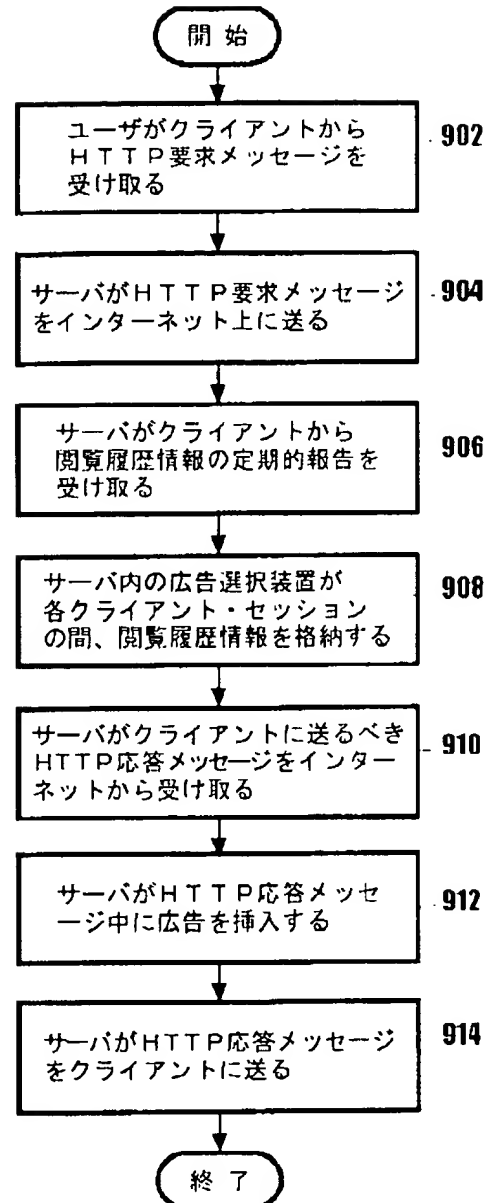 開 始
ユーザがクライアントから
HTTP要求メッセージを
受け取る
902
サーバがHTTP要求メッセージ
をインターネット上に送る
904
サーバがクライアントから
閲覧履歴情報の定期的報告を
受け取る
906
サーバ内の広告選択装置が
各クライアント・セッション
の間、閲覧履歴情報を格納する
908
サーバがクライアントに送るべき
HTTP応答メッセージをインター
ネットから受け取る
910
サーバがHTTP応答メッセ
ージ中に広告を挿入する
912
サーバがHTTP応答メッセージ
をクライアントに送る
914
終 了